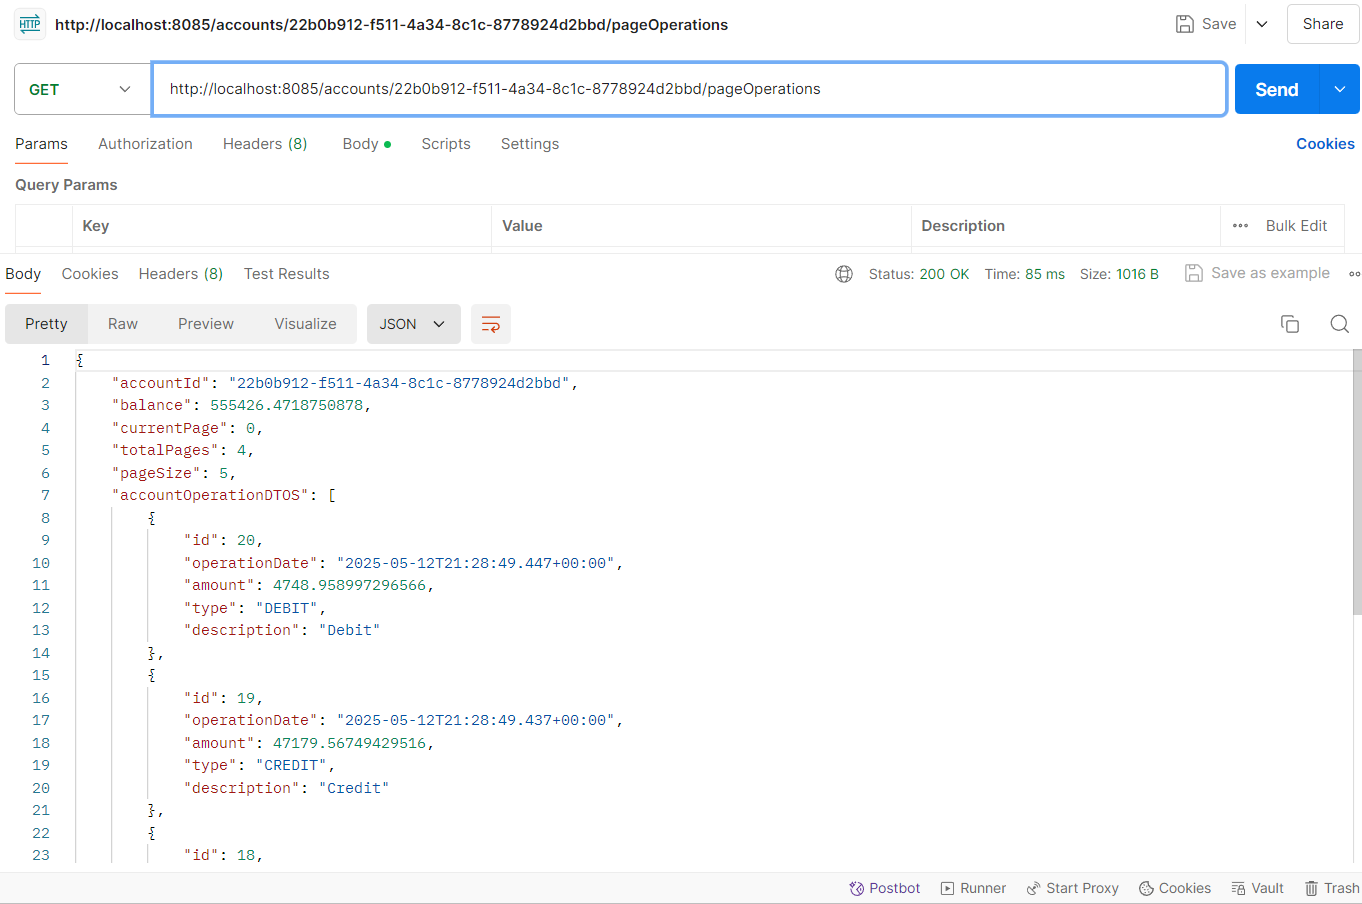 HTTP http://localhost:8085/accounts/22b0b912-f511-4a34-8c1c-8778924d2bbd/pageOperations Save Share
GET http://localhost:8085/accounts/22b0b912-f511-4a34-8c1c-8778924d2bbd/pageOperations Send
Params Authorization Headers (8) Body Scripts Settings Cookies
Query Params
Key Value Description Bulk Edit
Body Cookies Headers (8) Test Results Status: 200 OK Time: 85 ms Size: 1016 B Save as example
Pretty Raw Preview Visualize JSON
1 {
2 "accountId": "22b0b912-f511-4a34-8c1c-8778924d2bbd",
3 "balance": 555426.4718750878,
4 "currentPage": 0,
5 "totalPages": 4,
6 "pageSize": 5,
7 "accountOperationDTOS": [
8 {
9 "id": 20,
10 "operationDate": "2025-05-12T21:28:49.447+00:00",
11 "amount": 4748.958997296566,
12 "type": "DEBIT",
13 "description": "Debit"
14 },
15 {
16 "id": 19,
17 "operationDate": "2025-05-12T21:28:49.437+00:00",
18 "amount": 47179.56749429516,
19 "type": "CREDIT",
20 "description": "Credit"
21 },
22 {
23 "id": 18,
Postbot Runner Start Proxy Cookies Vault Trash